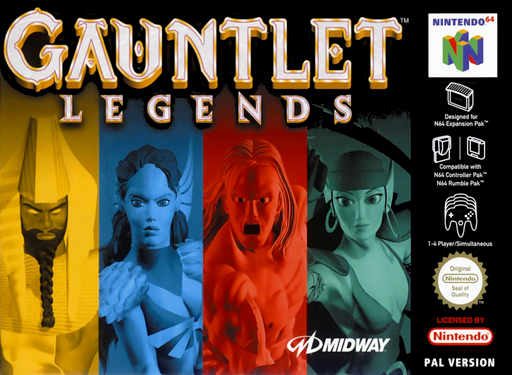 GAUNTLET™
LEGENDS
NINTENDO64
Designed for
N64 Expansion Pak™
Compatible with
N64 Controller Pak™
N64 Rumble Pak™
1-4 Player/Simultaneous
Original
Nintendo
Seal of
Quality
LICENSED BY
Nintendo
MIDWAY
PAL VERSION